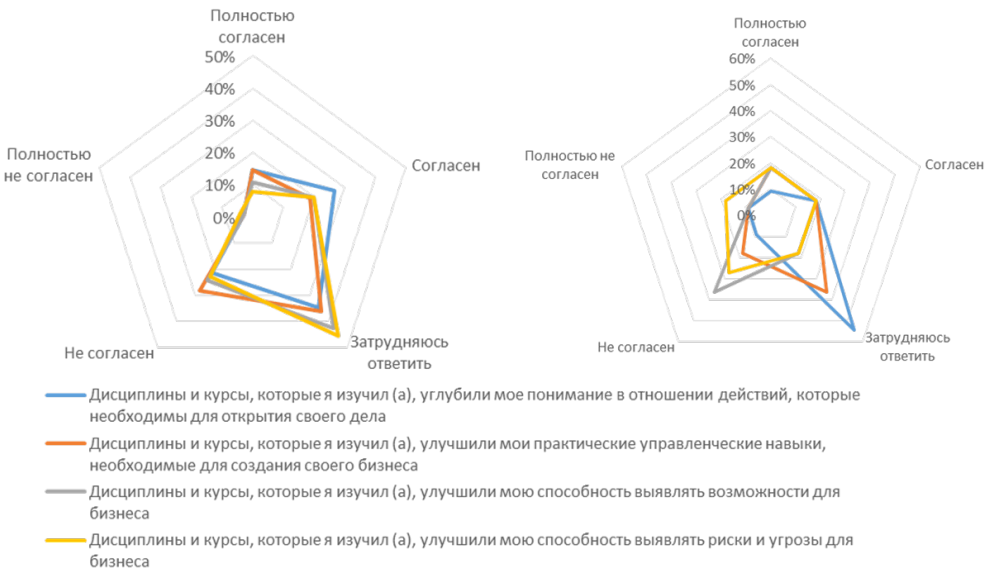 Полностью
согласен
50%
40%
30%
20%
10%
0%
Согласен
Затрудняюсь
ответить
Не согласен
Полностью
не согласен
Полностью
согласен
60%
50%
40%
30%
20%
10%
0%
Согласен
Затрудняюсь
ответить
Не согласен
Полностью не
согласен
Дисциплины и курсы, которые я изучил (а), углубили мое понимание в отношении действий, которые
необходимы для открытия своего дела
Дисциплины и курсы, которые я изучил (а), улучшили мои практические управленческие навыки,
необходимые для создания своего бизнеса
Дисциплины и курсы, которые я изучил (а), улучшили мою способность выявлять возможности для
бизнеса
Дисциплины и курсы, которые я изучил (а), улучшили мою способность выявлять риски и угрозы для
бизнеса